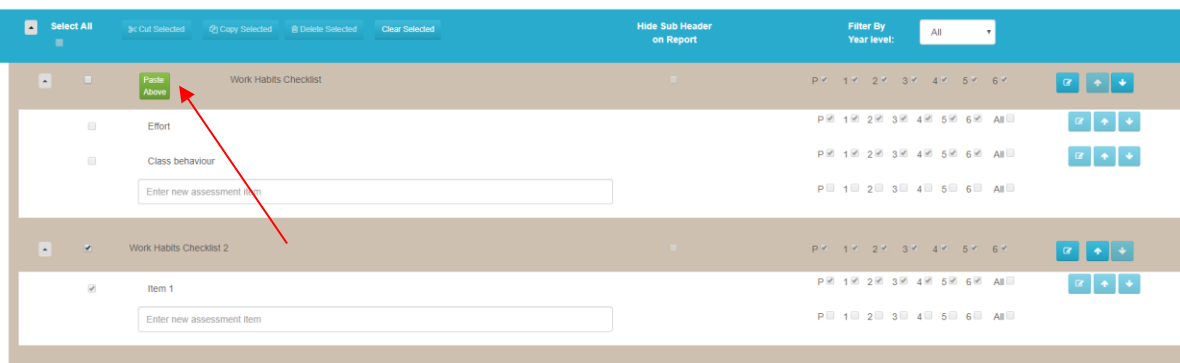 Select All Cut Selected Copy Selected Delete Selected Clear Selected Hide Sub Header on Report Filter By Year level: All
Paste Above Work Habits Checklist P 1 2 3 4 5 6
Effort P 1 2 3 4 5 6 All
Class behaviour P 1 2 3 4 5 6 All
Enter new assessment item P 1 2 3 4 5 6 All
Work Habits Checklist 2 P 1 2 3 4 5 6
Item 1 P 1 2 3 4 5 6 All
Enter new assessment item P 1 2 3 4 5 6 All